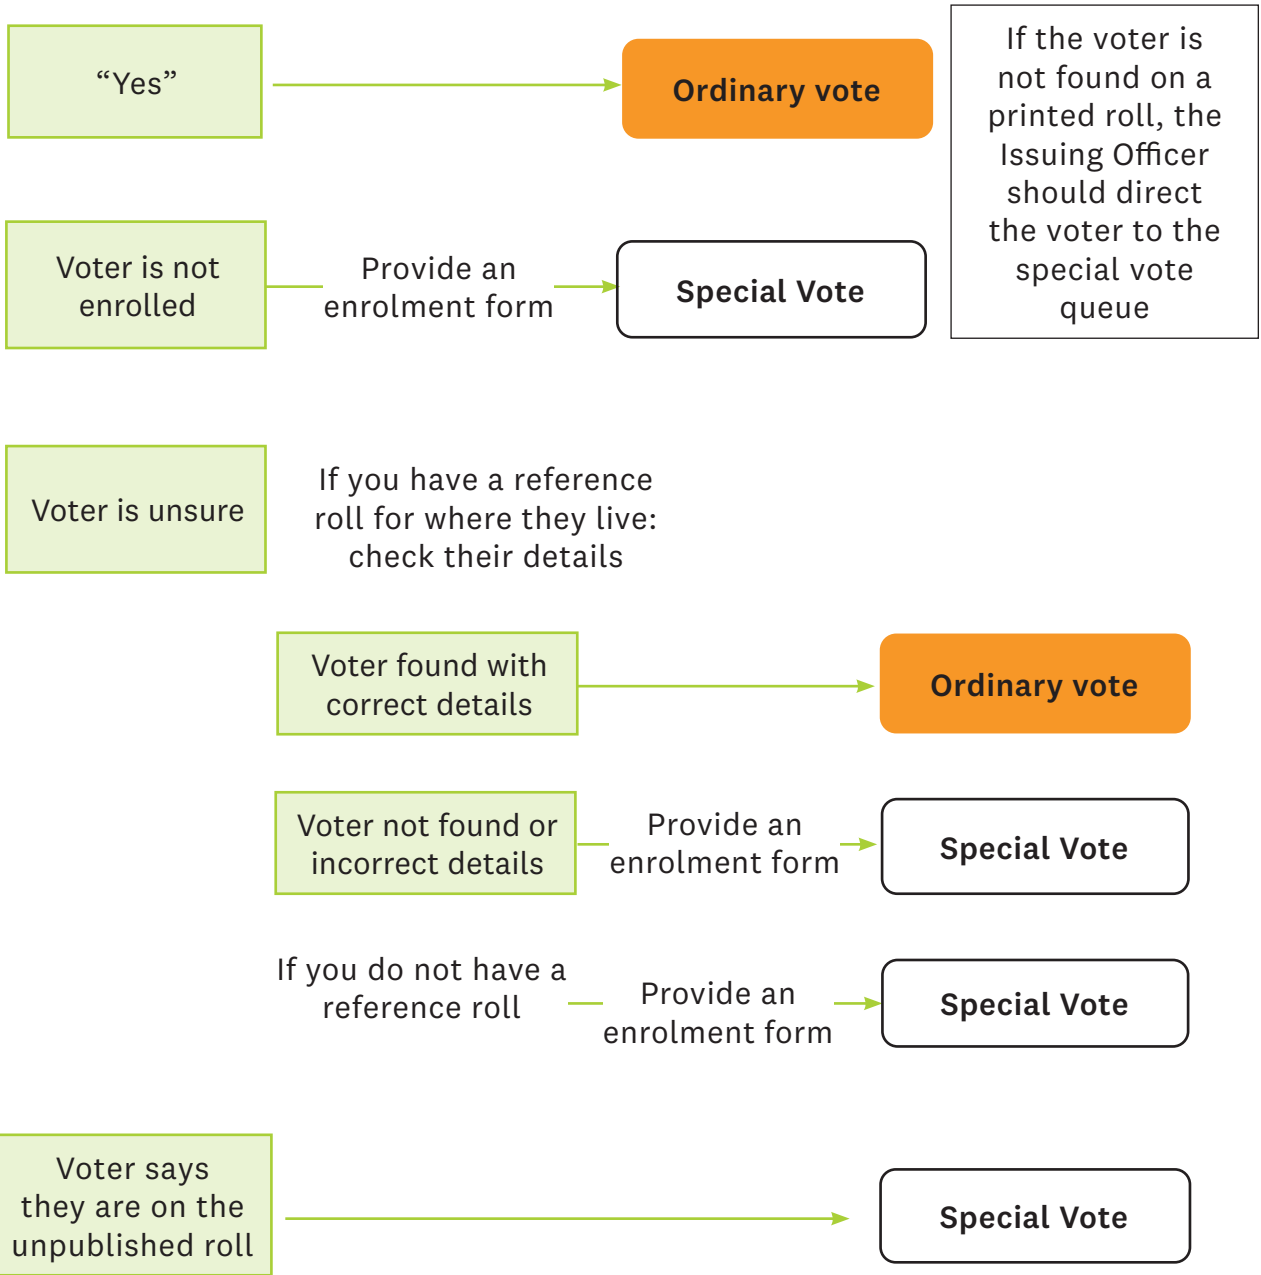 “Yes”
Ordinary vote
If the voter is
not found on a
printed roll, the
Issuing Officer
should direct
the voter to the
special vote
queue
Voter is not
enrolled
Provide an
enrolment form
Special Vote
Voter is unsure
If you have a reference
roll for where they live:
check their details
Voter found with
correct details
Ordinary vote
Voter not found or
incorrect details
Provide an
enrolment form
Special Vote
If you do not have a
reference roll
Provide an
enrolment form
Special Vote
Voter says
they are on the
unpublished roll
Special Vote